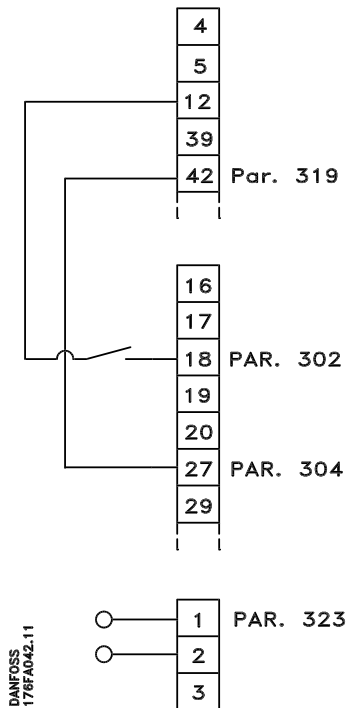 4
5
12
39
42 Par. 319
16
17
18 PAR. 302
19
20
27 PAR. 304
29
1 PAR. 323
2
3
DANFOSS
176FA042.11